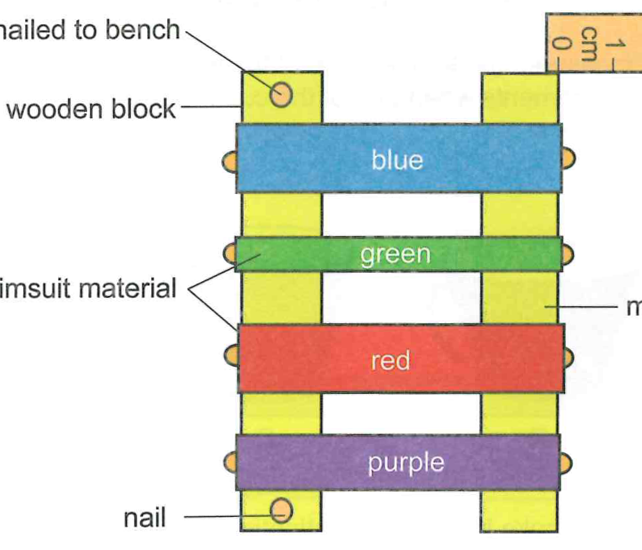 nailed to bench
wooden block
0 cm 1
blue
green
imsuit material
red
purple
nail